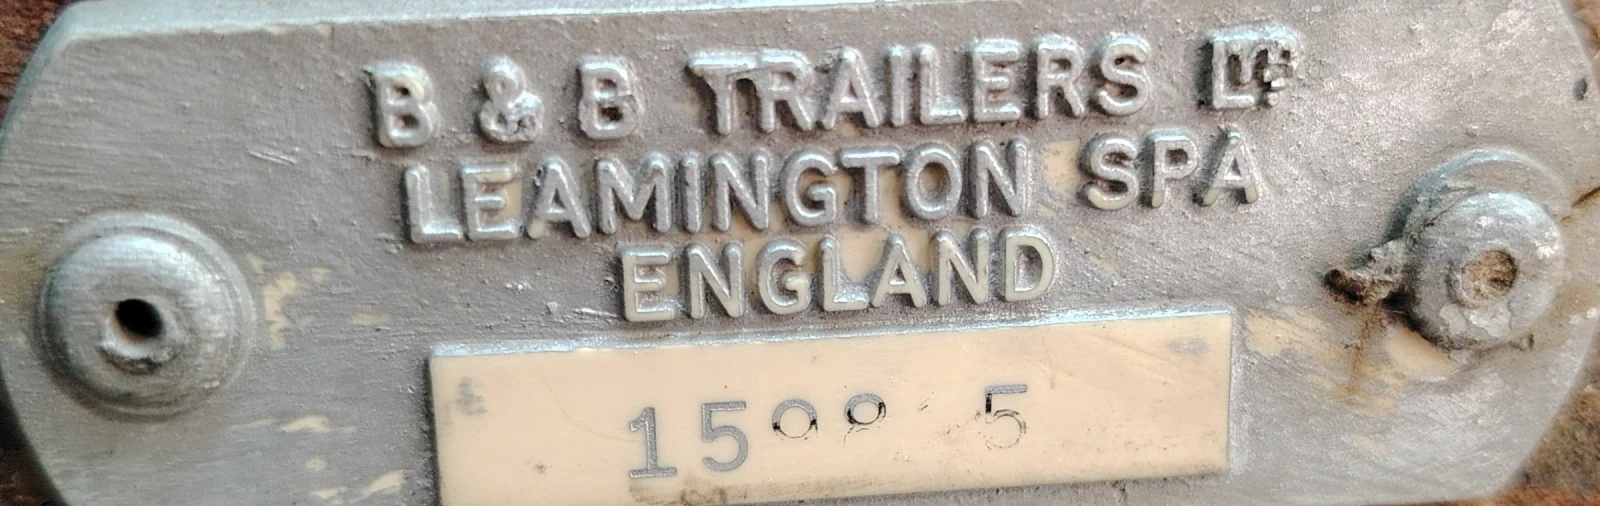 B & B TRAILERS LTD
LEAMINGTON SPA
ENGLAND
15
5